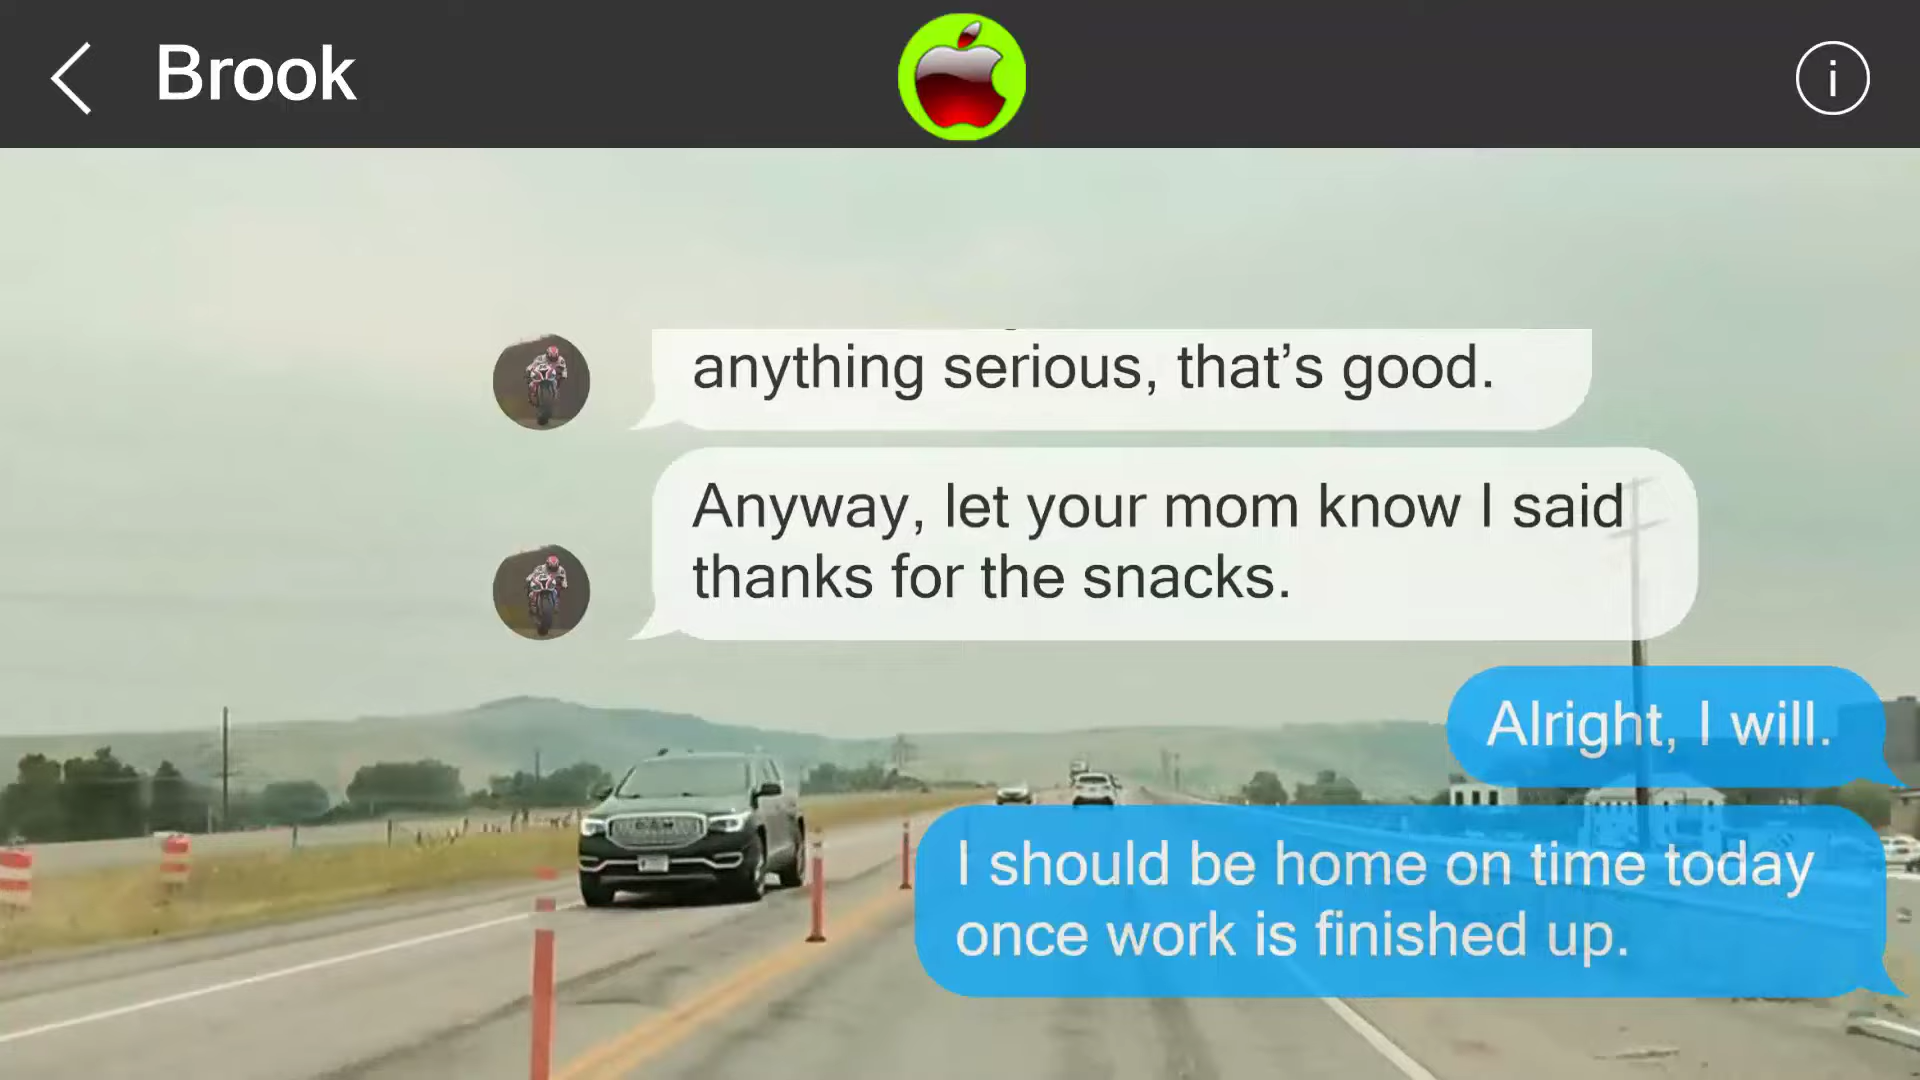 Brook
i
anything serious, that’s good.
Anyway, let your mom know I said
thanks for the snacks.
Alright, I will.
I should be home on time today
once work is finished up.